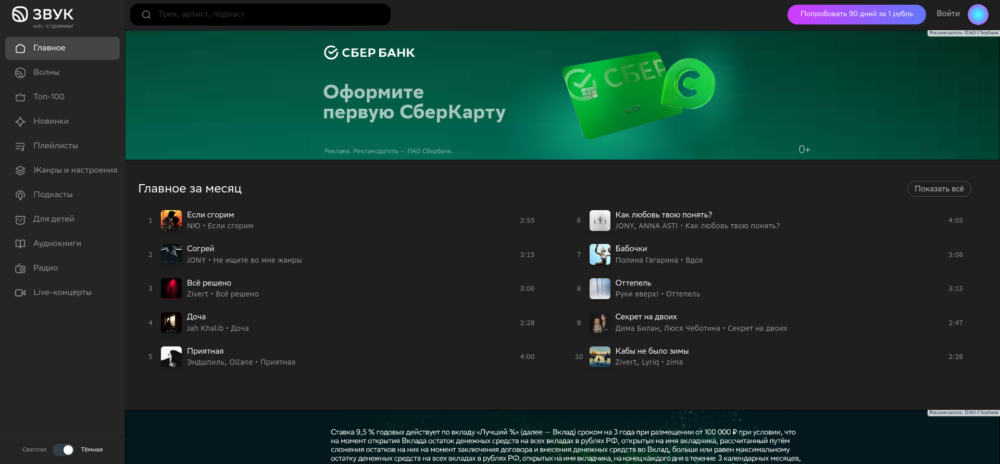 ЗВУК
HiFi · стриминг
Трек, артист, подкаст
Попробовать 90 дней за 1 рубль
Войти
Главное
Волны
Топ-100
Новинки
Плейлисты
Жанры и настроения
Подкасты
Для детей
Аудиокниги
Радио
Live-концерты
Светлая
Тёмная
Рекламодатель: ПАО Сбербанк
СБЕР БАНК
Оформите
первую СберКарту
СБЕР
12/07
Реклама. Рекламодатель — ПАО Сбербанк.
0+
Главное за месяц
Показать всё
1 Если сгорим 2:55
НЮ • Если сгорим
2 Согрей 3:13
JONY • Не ищите во мне жанры
3 Всё решено 3:06
Zivert • Всё решено
4 Доча 2:28
Jah Khalib • Доча
5 Приятная 4:00
Эндшпиль, Ollane • Приятная
6 Как любовь твою понять? 4:05
JONY, ANNA ASTI • Как любовь твою понять?
7 Бабочки 3:08
Полина Гагарина • Вдох
8 Оттепель 3:13
Руки вверх! • Оттепель
9 Секрет на двоих 2:47
Дима Билан, Люся Чеботина • Секрет на двоих
10 Кабы не было зимы 2:28
Zivert, Lyriq • zima
Рекламодатель: ПАО Сбербанк
Ставка 9,5 % годовых действует по вкладу «Лучший %» (далее — Вклад) сроком на 3 года при размещении от 100 000 ₽ при условии, что
на момент открытия Вклада остаток денежных средств на всех вкладах в рублях РФ, открытых на имя вкладчика, рассчитанный путём
сложения остатков на них на момент заключения договора и внесения денежных средств во Вклад, больше или равен максимальному
остатку денежных средств на всех вкладах в рублях РФ, открытых на имя вкладчика, на конец каждого дня в течение 3 календарных месяцев,